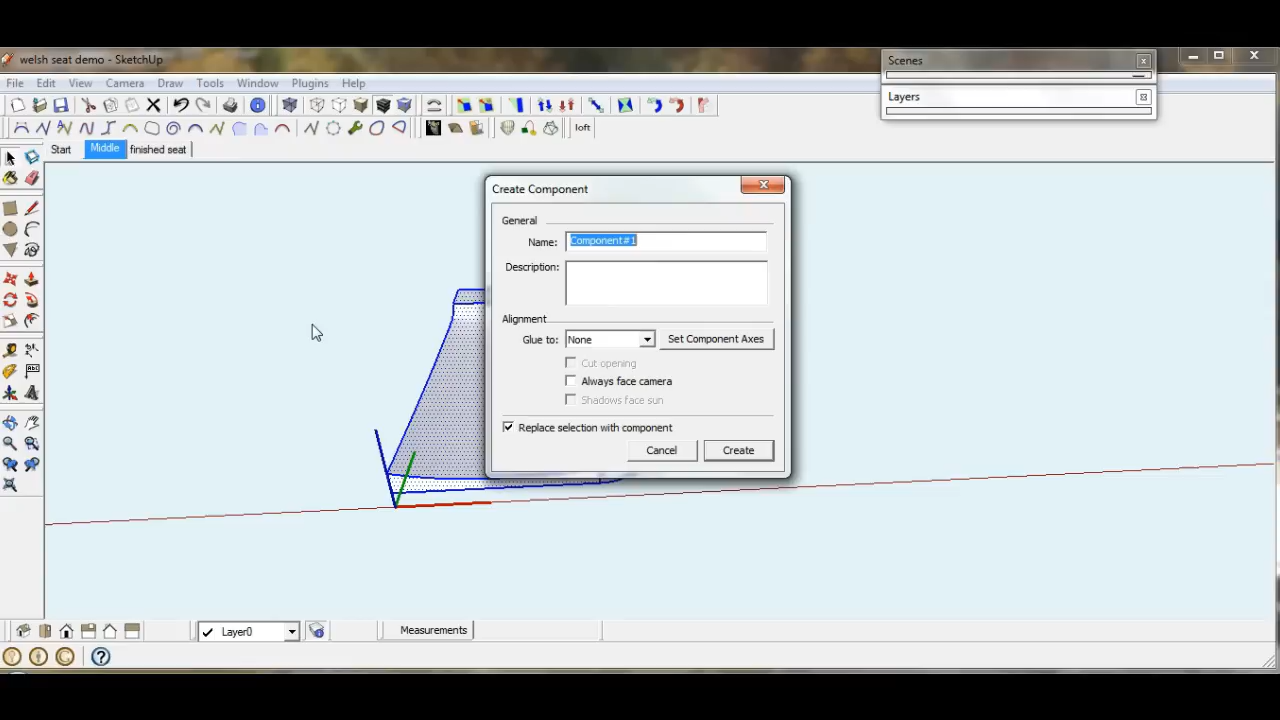 welsh seat demo - SketchUp
Scenes
File Edit View Camera Draw Tools Window Plugins Help
Layers
loft
Start Middle finished seat
Create Component
General
Name: Component#1
Description:
Alignment
Glue to: None Set Component Axes
Cut opening
Always face camera
Shadows face sun
Replace selection with component
Cancel Create
Layer0 Measurements